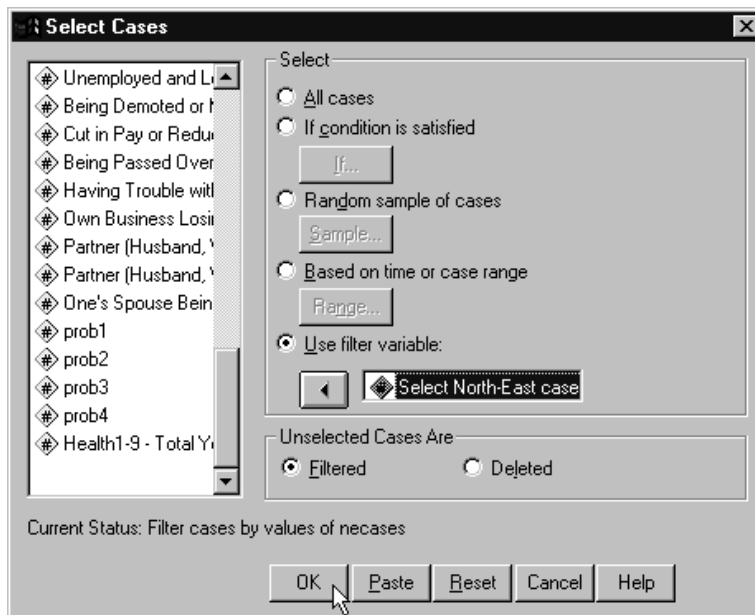 Select Cases
Unemployed and L
Being Demoted or N
Cut in Pay or Redu
Being Passed Over
Having Trouble wit
Own Business Losi
Partner (Husband,
Partner (Husband,
One's Spouse Bein
prob1
prob2
prob3
prob4
Health1-9 - Total Y
Select
All cases
If condition is satisfied
If...
Random sample of cases
Sample...
Based on time or case range
Range...
Use filter variable:
Select North-East case
Unselected Cases Are
Filtered
Deleted
Current Status: Filter cases by values of necases
OK
Paste
Reset
Cancel
Help